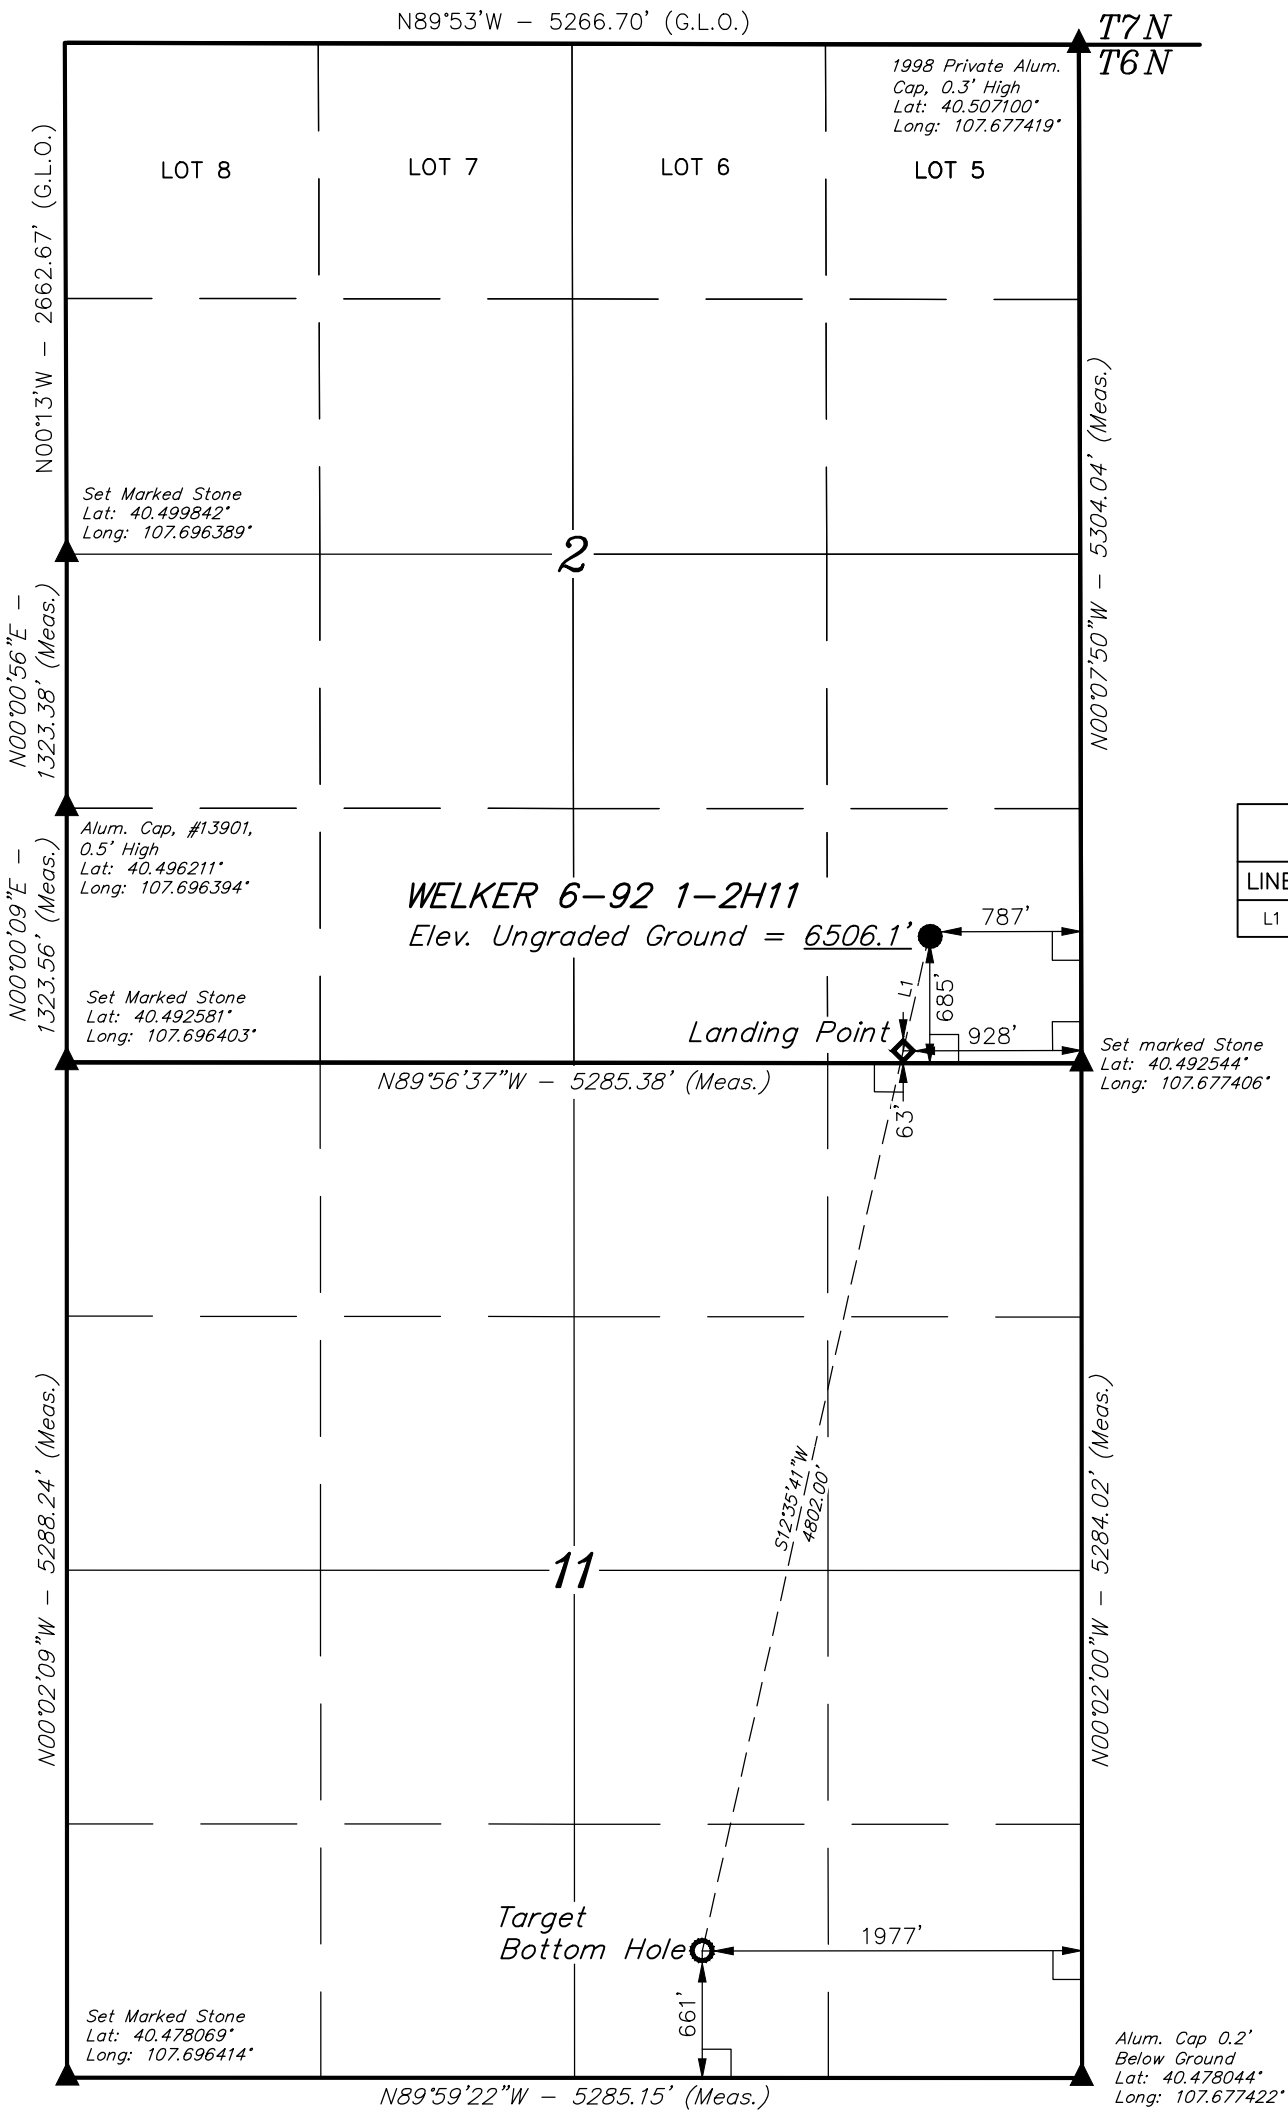 N89°53'W - 5266.70' (G.L.O.)
T7N
T6N
1998 Private Alum.
Cap, 0.3' High
Lat: 40.507100°
Long: 107.677419°
LOT 8
LOT 7
LOT 6
LOT 5
N00°13'W - 2662.67' (G.L.O.)
Set Marked Stone
Lat: 40.499842°
Long: 107.696389°
2
N00°07'50"W - 5304.04' (Meas.)
N00°00'56"E -
1323.38' (Meas.)
Alum. Cap, #13901,
0.5' High
Lat: 40.496211°
Long: 107.696394°
LINE
L1
WELKER 6-92 1-2H11
Elev. Ungraded Ground = 6506.1'
787'
L1
685'
N00°00'09"E -
1323.56' (Meas.)
Set Marked Stone
Lat: 40.492581°
Long: 107.696403°
Landing Point
928'
Set marked Stone
Lat: 40.492544°
Long: 107.677406°
N89°56'37"W - 5285.38' (Meas.)
63'
N00°02'09"W - 5288.24' (Meas.)
S12°35'41"W
4802.00'
11
N00°02'00"W - 5284.02' (Meas.)
Target
Bottom Hole
1977'
661'
Set Marked Stone
Lat: 40.478069°
Long: 107.696414°
Alum. Cap 0.2'
Below Ground
Lat: 40.478044°
Long: 107.677422°
N89°59'22"W - 5285.15' (Meas.)